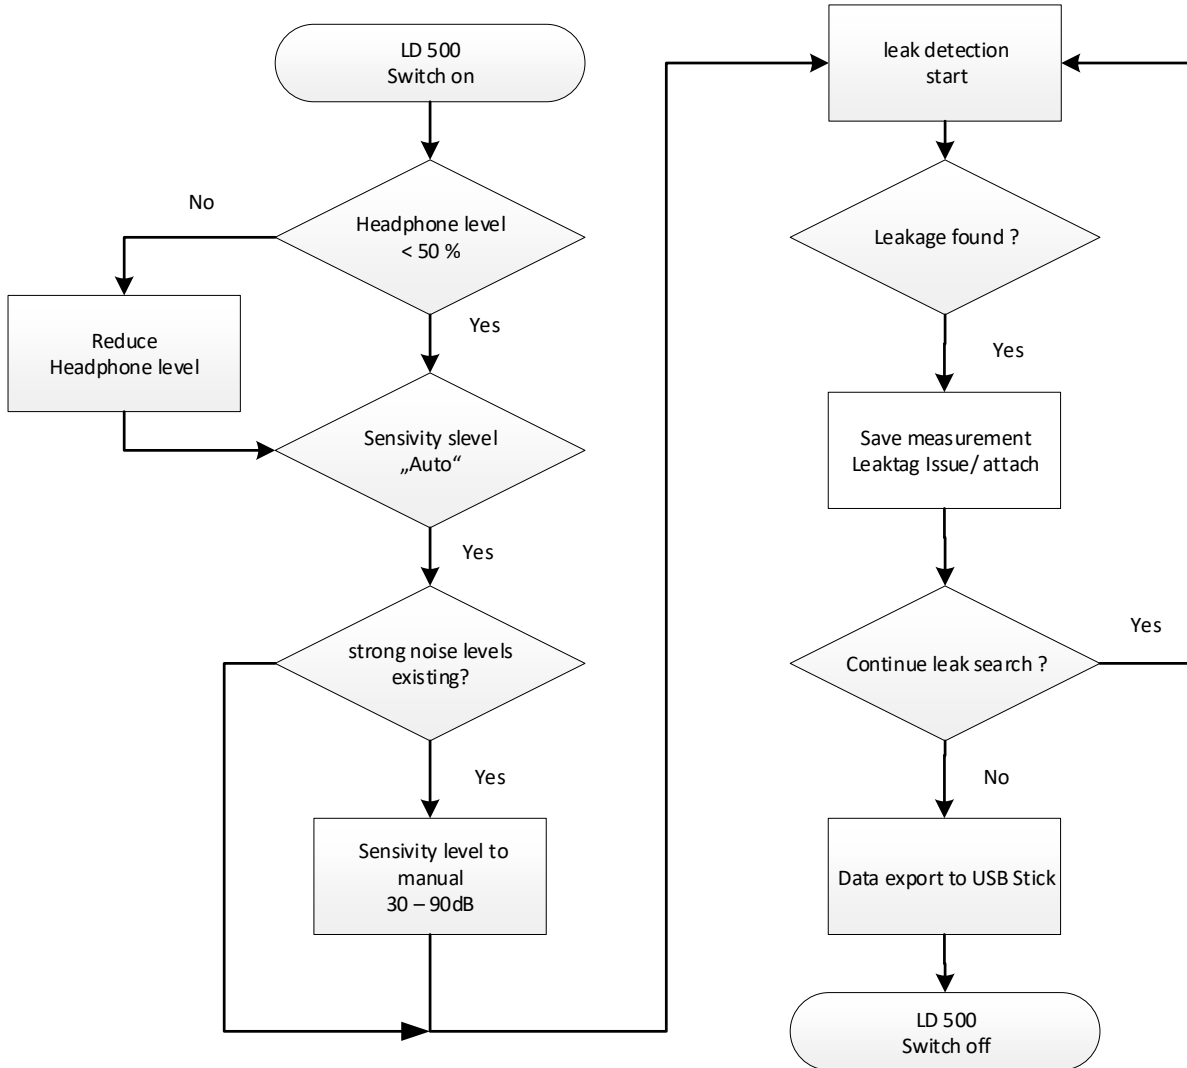 LD 500
Switch on
No
Headphone level
< 50 %
Yes
Reduce
Headphone level
Sensivity slevel
„Auto“
Yes
strong noise levels
existing?
Yes
Sensivity level to
manual
30 – 90dB
leak detection
start
Leakage found ?
Yes
Save measurement
Leaktag Issue/ attach
Continue leak search ?
Yes
No
Data export to USB Stick
LD 500
Switch off